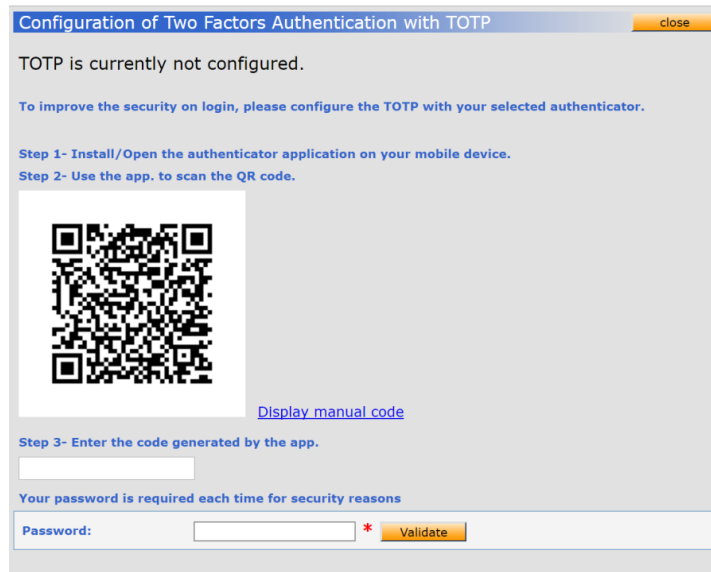 Configuration of Two Factors Authentication with TOTP
close
TOTP is currently not configured.
To improve the security on login, please configure the TOTP with your selected authenticator.
Step 1- Install/Open the authenticator application on your mobile device.
Step 2- Use the app. to scan the QR code.
Display manual code
Step 3- Enter the code generated by the app.
Your password is required each time for security reasons
Password: * Validate